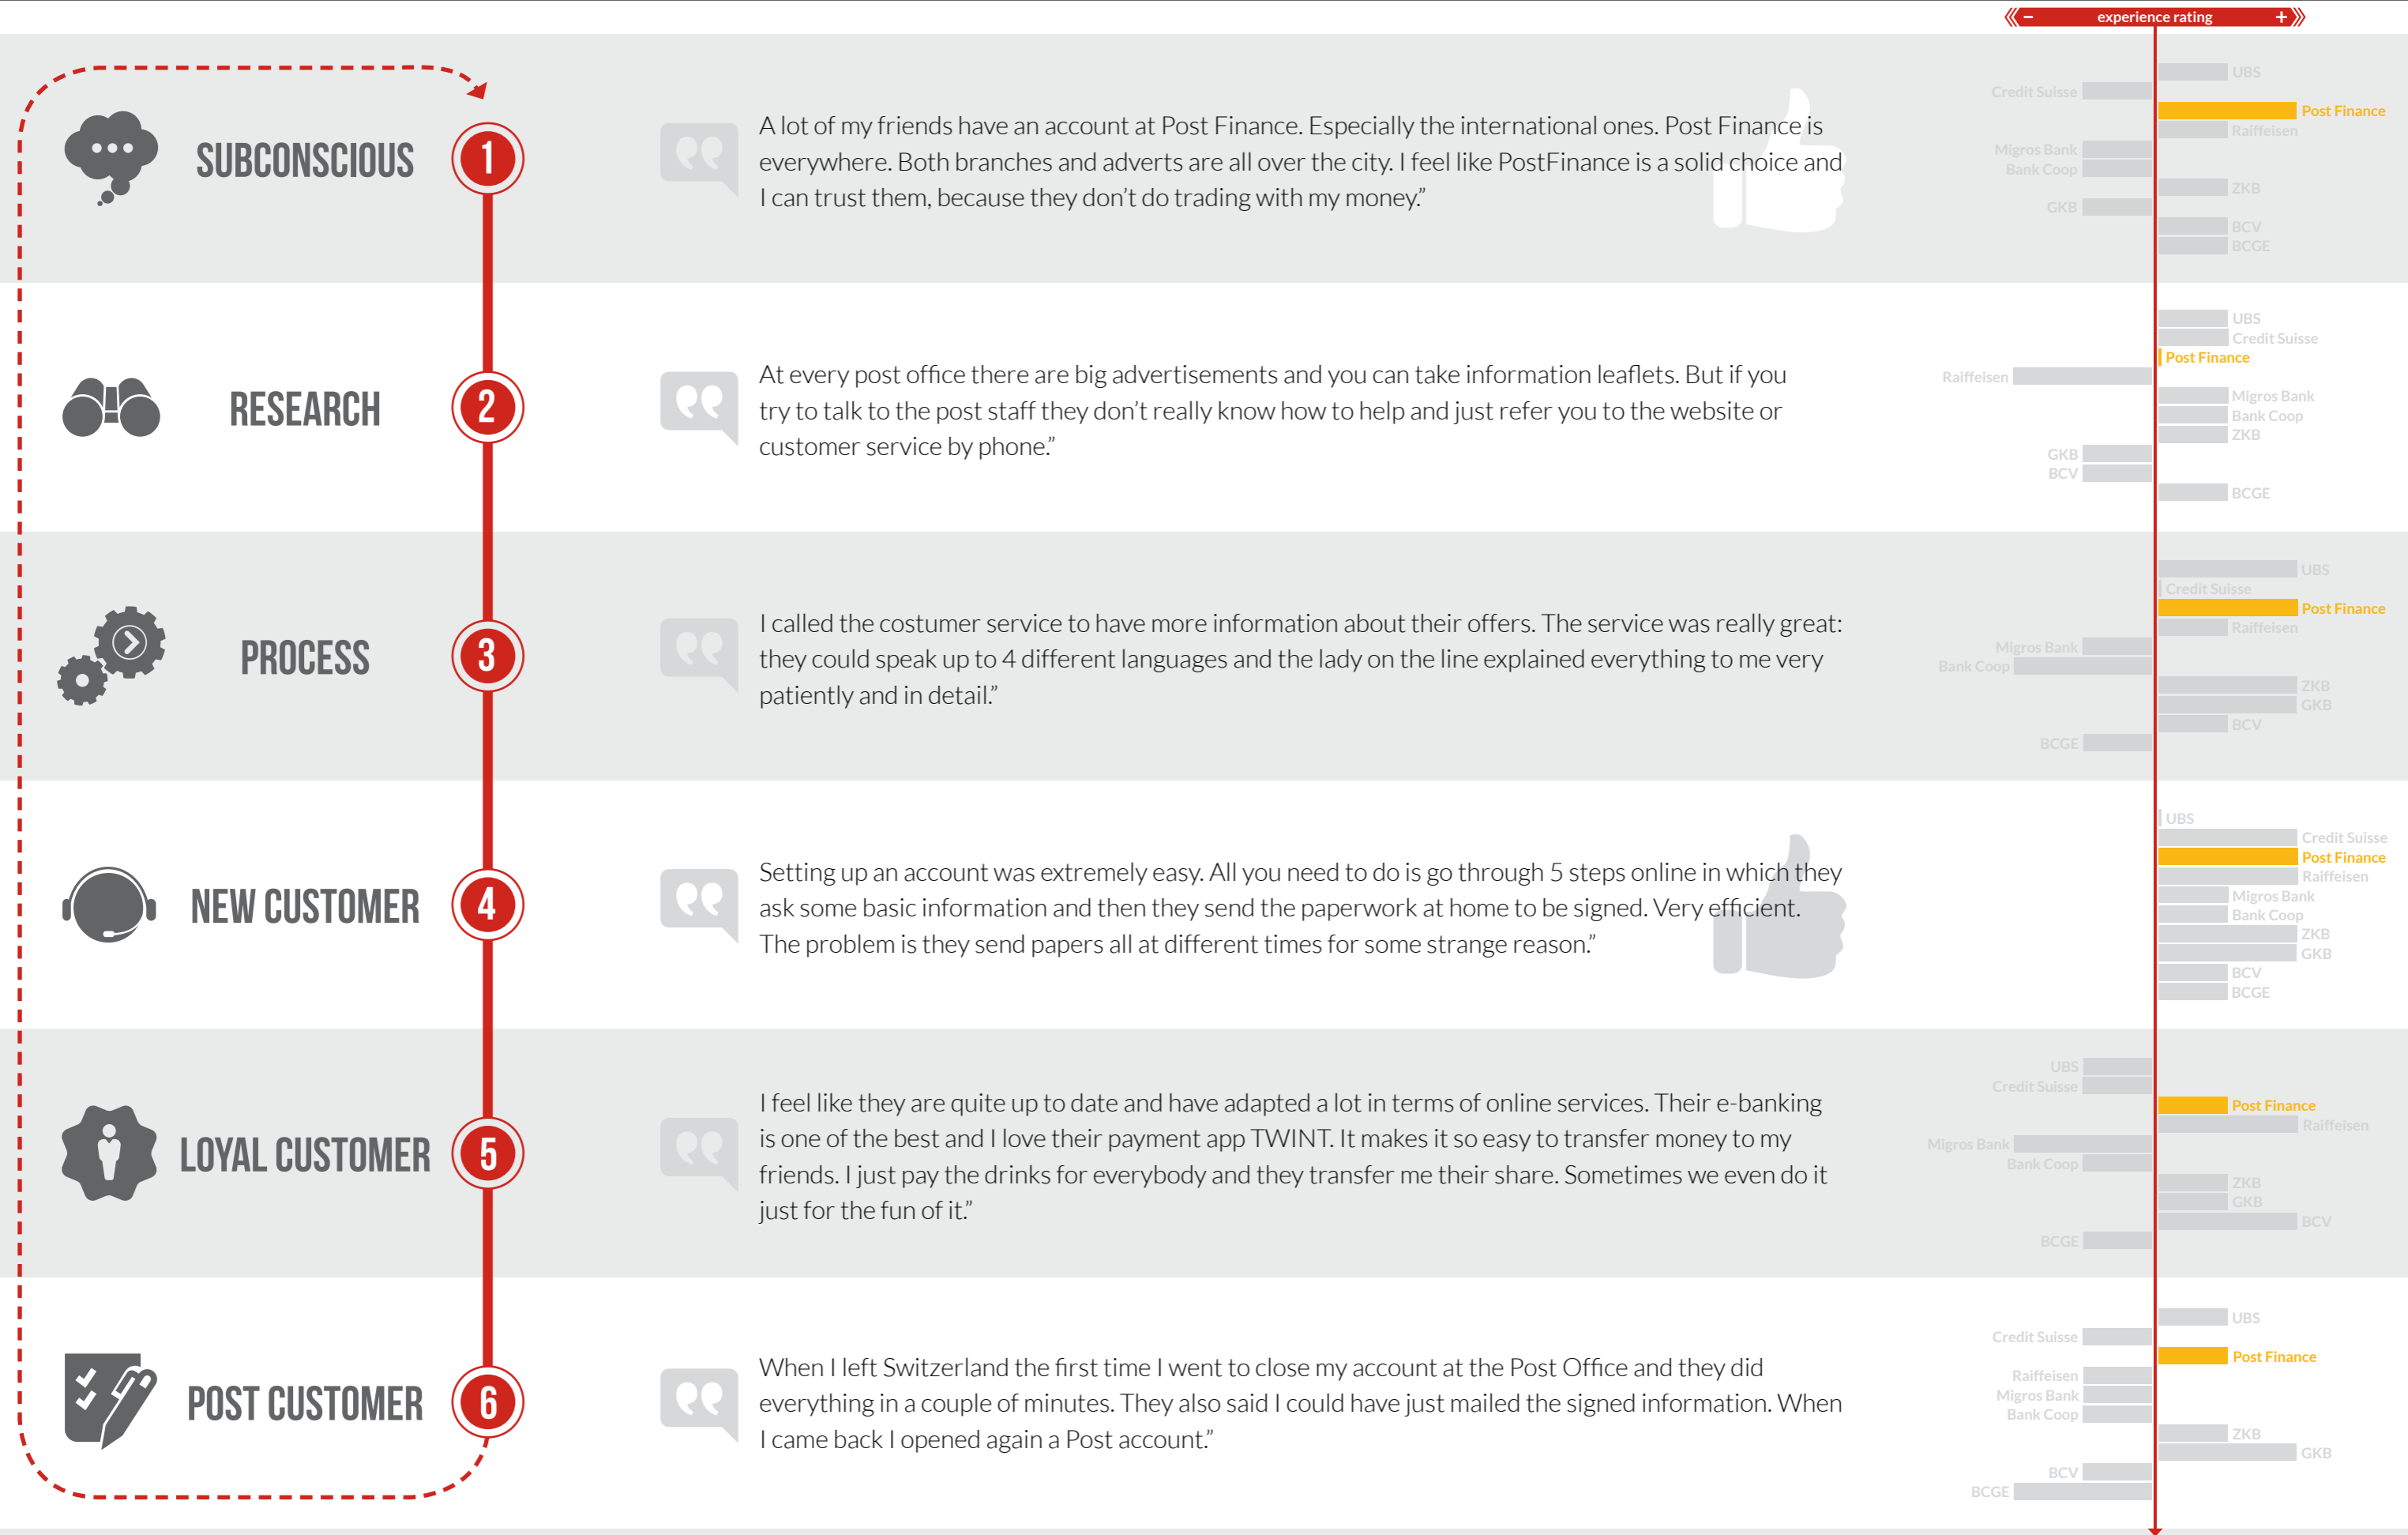 − experience rating +
SUBCONSCIOUS
1
A lot of my friends have an account at Post Finance. Especially the international ones. Post Finance is
everywhere. Both branches and adverts are all over the city. I feel like PostFinance is a solid choice and
I can trust them, because they don't do trading with my money.”
UBS
Credit Suisse
Post Finance
Raiffeisen
Migros Bank
Bank Coop
ZKB
GKB
BCV
BCGE
RESEARCH
2
At every post office there are big advertisements and you can take information leaflets. But if you
try to talk to the post staff they don't really know how to help and just refer you to the website or
customer service by phone.”
UBS
Credit Suisse
Post Finance
Raiffeisen
Migros Bank
Bank Coop
ZKB
GKB
BCV
BCGE
PROCESS
3
I called the costumer service to have more information about their offers. The service was really great:
they could speak up to 4 different languages and the lady on the line explained everything to me very
patiently and in detail.”
UBS
Credit Suisse
Post Finance
Raiffeisen
Migros Bank
Bank Coop
ZKB
GKB
BCV
BCGE
NEW CUSTOMER
4
Setting up an account was extremely easy. All you need to do is go through 5 steps online in which they
ask some basic information and then they send the paperwork at home to be signed. Very efficient.
The problem is they send papers all at different times for some strange reason.”
UBS
Credit Suisse
Post Finance
Raiffeisen
Migros Bank
Bank Coop
ZKB
GKB
BCV
BCGE
LOYAL CUSTOMER
5
I feel like they are quite up to date and have adapted a lot in terms of online services. Their e-banking
is one of the best and I love their payment app TWINT. It makes it so easy to transfer money to my
friends. I just pay the drinks for everybody and they transfer me their share. Sometimes we even do it
just for the fun of it.”
UBS
Credit Suisse
Post Finance
Raiffeisen
Migros Bank
Bank Coop
ZKB
GKB
BCV
BCGE
POST CUSTOMER
6
When I left Switzerland the first time I went to close my account at the Post Office and they did
everything in a couple of minutes. They also said I could have just mailed the signed information. When
I came back I opened again a Post account.”
UBS
Credit Suisse
Post Finance
Raiffeisen
Migros Bank
Bank Coop
ZKB
GKB
BCV
BCGE